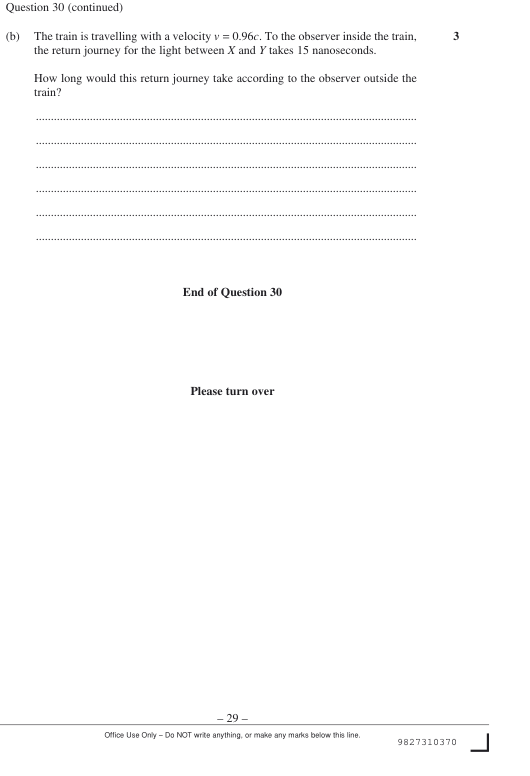 Question 30 (continued)
(b) The train is travelling with a velocity v = 0.96c. To the observer inside the train, 3
the return journey for the light between X and Y takes 15 nanoseconds.
How long would this return journey take according to the observer outside the
train?
................................................................................................................................
................................................................................................................................
................................................................................................................................
................................................................................................................................
................................................................................................................................
................................................................................................................................
End of Question 30
Please turn over
– 29 –
Office Use Only – Do NOT write anything, or make any marks below this line.
9827310370